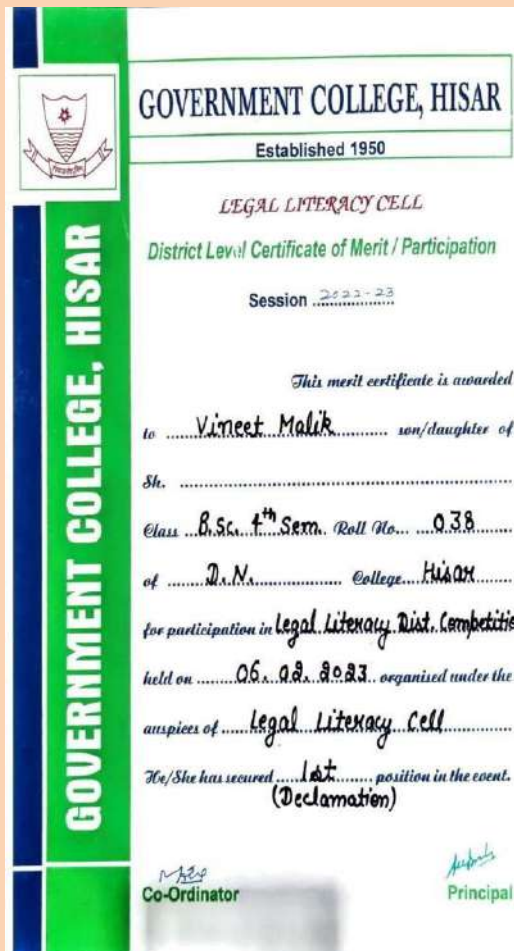 GOVERNMENT COLLEGE, HISAR
GOVERNMENT COLLEGE, HISAR
Established 1950
LEGAL LITERACY CELL
District Level Certificate of Merit / Participation
Session 2022-23
This merit certificate is awarded
to Vineet Malik son/daughter of
Sh.
Class B.Sc. 4th Sem. Roll No. 038
of D.N. College Hisar
for participation in Legal Literacy Dist. Competitio
held on 06.02.2023 organised under the
auspices of Legal Literacy Cell
He/She has secured 1st position in the event.
(Declamation)
Co-Ordinator
Principal